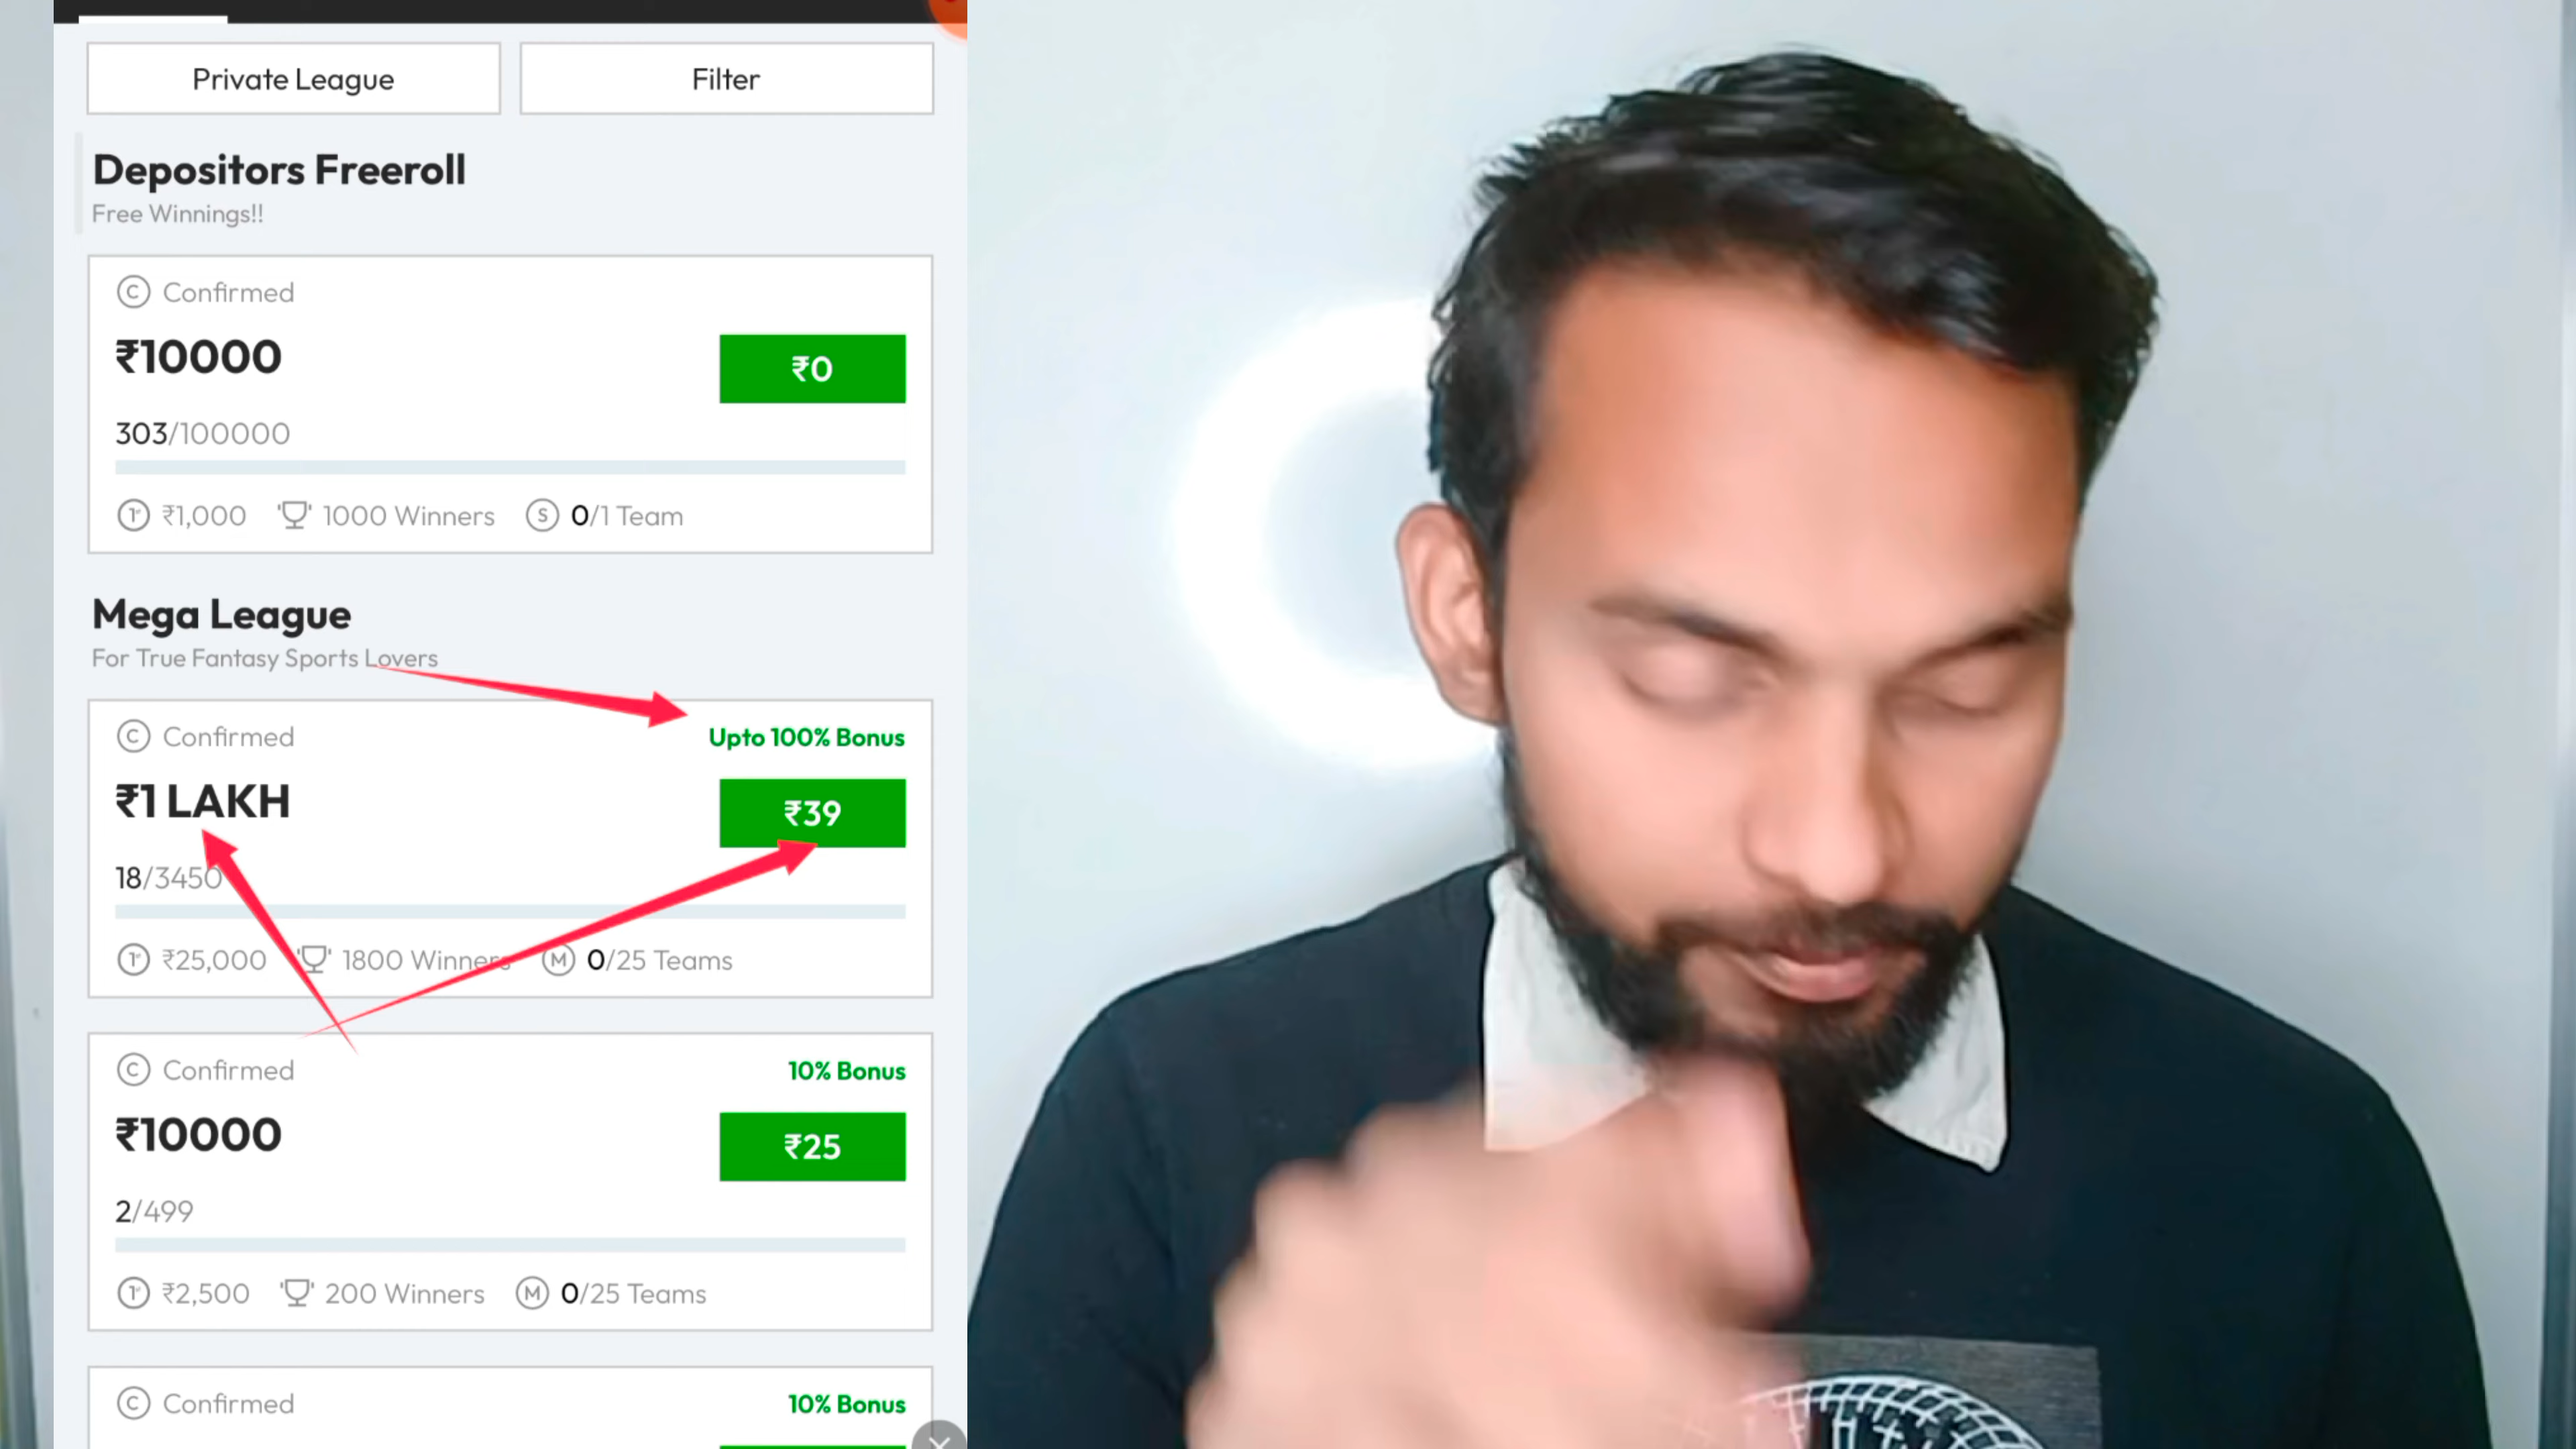 Private League
Filter
Depositors Freeroll
Free Winnings!!
C Confirmed
₹10000
₹0
303/100000
1st ₹1,000 1000 Winners S 0/1 Team
Mega League
For True Fantasy Sports Lovers
C Confirmed
Upto 100% Bonus
₹1 LAKH
₹39
18/3450
1st ₹25,000 1800 Winners M 0/25 Teams
C Confirmed
10% Bonus
₹10000
₹25
2/499
1st ₹2,500 200 Winners M 0/25 Teams
C Confirmed
10% Bonus